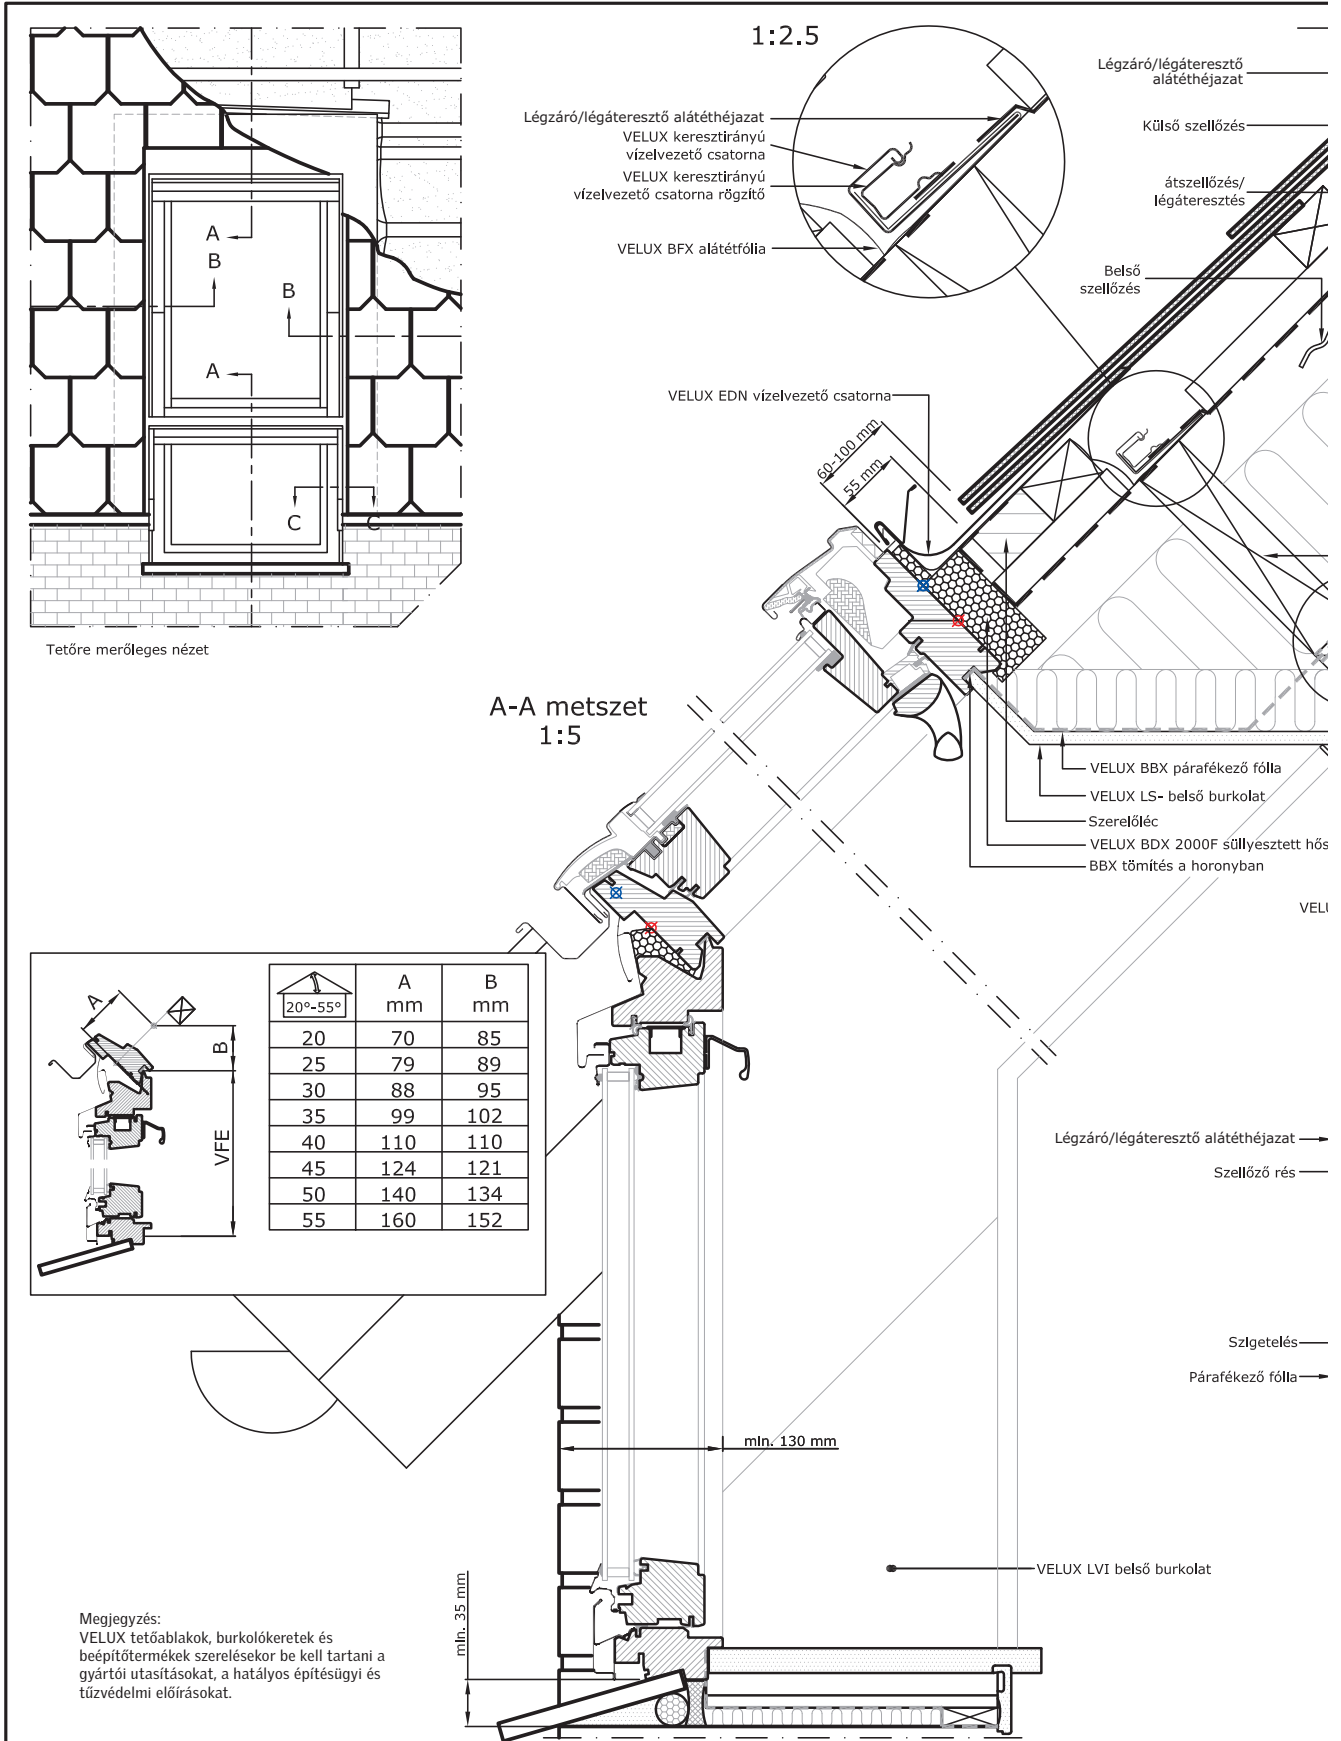 1:2.5
Légzáró/légáteresztő alátéthéjazat
VELUX keresztirányú
vízelvezető csatorna
VELUX keresztirányú
vízelvezető csatorna rögzítő
VELUX BFX alátétfólia
Légzáró/légáteresztő
alátéthéjazat
Külső szellőzés
átszellőzés/
légáteresztés
Belső
szellőzés
A
B
B
A
C
C
Tetőre merőleges nézet
VELUX EDN vízelvezető csatorna
60-100 mm
55 mm
A-A metszet
1:5
VELUX BBX párafékező fólia
VELUX LS- belső burkolat
Szerelőléc
VELUX BDX 2000F süllyesztett hős
BBX tömítés a horonyban
VELU
A
B
VFE
20°-55° A mm B mm
20 70 85
25 79 89
30 88 95
35 99 102
40 110 110
45 124 121
50 140 134
55 160 152
Légzáró/légáteresztő alátéthéjazat
Szellőző rés
Szigetelés
Párafékező fólia
min. 130 mm
VELUX LVI belső burkolat
min. 35 mm
Megjegyzés:
VELUX tetőablakok, burkolókeretek és
beépítőtermékek szerelésekor be kell tartani a
gyártói utasításokat, a hatályos építésügyi és
tűzvédelmi előírásokat.